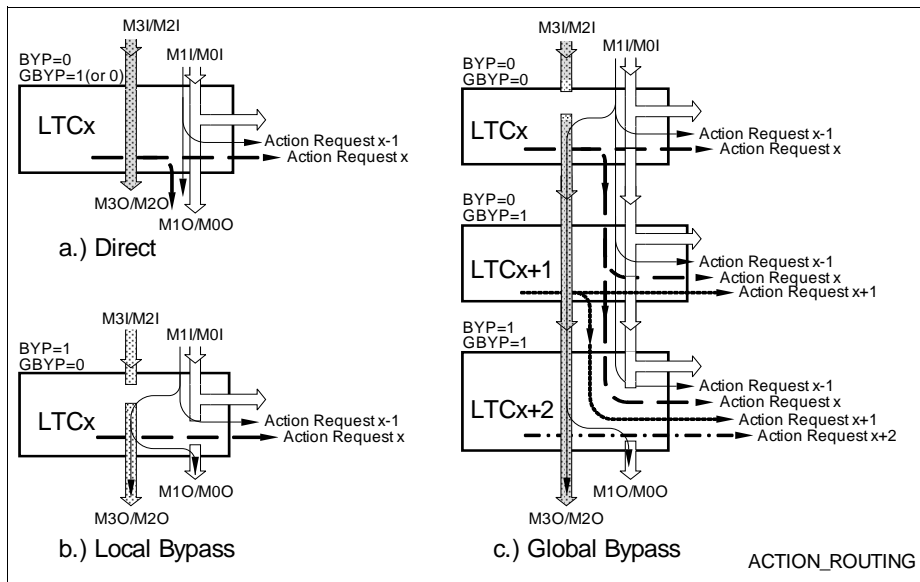 M3I/M2I
M1I/M0I
BYP=0
GBYP=1(or 0)
LTCx
Action Request x-1
Action Request x
M3O/M2O
M1O/M0O
a.) Direct
M3I/M2I
M1I/M0I
BYP=1
GBYP=0
LTCx
Action Request x-1
Action Request x
M1O/M0O
M3O/M2O
b.) Local Bypass
M3I/M2I
M1I/M0I
BYP=0
GBYP=0
LTCx
Action Request x-1
Action Request x
BYP=0
GBYP=1
LTCx+1
Action Request x-1
Action Request x
Action Request x+1
BYP=1
GBYP=1
LTCx+2
Action Request x-1
Action Request x
Action Request x+1
Action Request x+2
M1O/M0O
M3O/M2O
c.) Global Bypass
ACTION_ROUTING